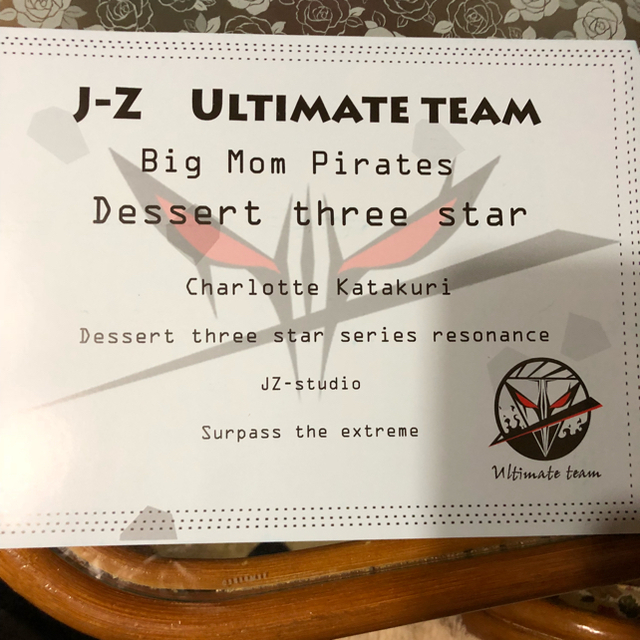 J-Z ULTIMATE TEAM
Big Mom Pirates
Dessert three star
Charlotte Katakuri
Dessert three star series resonance
JZ-studio
Surpass the extreme
Ultimate team